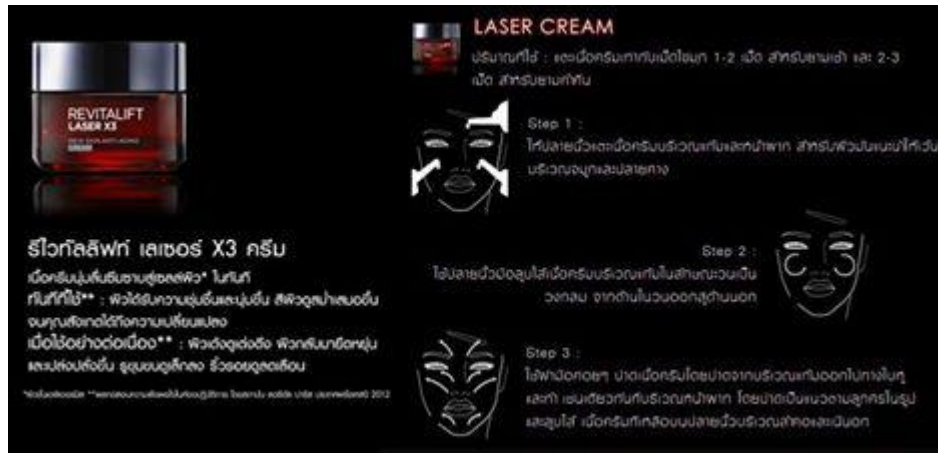 REVITALIFT
LASER X3
NEW SKIN ANTI-AGING
CREAM
รีไวทัลลิฟท์ เลเซอร์ X3 ครีม
เนื้อครีมนุ่มลื่นซึมซาบสู่เซลล์ผิว* ในทันที
ทันทีที่ใช้** : ผิวได้รับความชุ่มชื่นและนุ่มขึ้น สีผิวดูสม่ำเสมอขึ้น
จนคุณสังเกตได้ถึงความเปลี่ยนแปลง
เมื่อใช้อย่างต่อเนื่อง** : ผิวเด้งดูเต่งตึง ผิวกลับมายืดหยุ่น
และเปล่งปลั่งขึ้น รูขุมขนดูเล็กลง ริ้วรอยดูลดเลือน
LASER CREAM
ปริมาณที่ใช้ : แตะเนื้อครีมเท่ากับเม็ดไข่มุก 1-2 เม็ด สำหรับยามเช้า และ 2-3
เม็ด สำหรับยามค่ำคืน
Step 1 :
ใช้ปลายนิ้วแตะเนื้อครีมบริเวณแก้มและหน้าผาก สำหรับผิวมันแนะนำให้เว้น
บริเวณจมูกและปลายคาง
Step 2 :
ใช้ปลายนิ้วมือลูบไล้เนื้อครีมบริเวณแก้มในลักษณะวนเป็น
วงกลม จากด้านในวนออกสู่ด้านนอก
Step 3 :
ใช้ฝ่ามือค่อยๆ ปาดเนื้อครีมโดยปาดจากบริเวณแก้มออกไปทางใบหู
และทำ เช่นเดียวกันกับบริเวณหน้าผาก โดยปาดเป็นแนวตามลูกศรในรูป
และลูบไล้ เนื้อครีมที่เหลือบนปลายนิ้วบริเวณลำคอและเนินอก